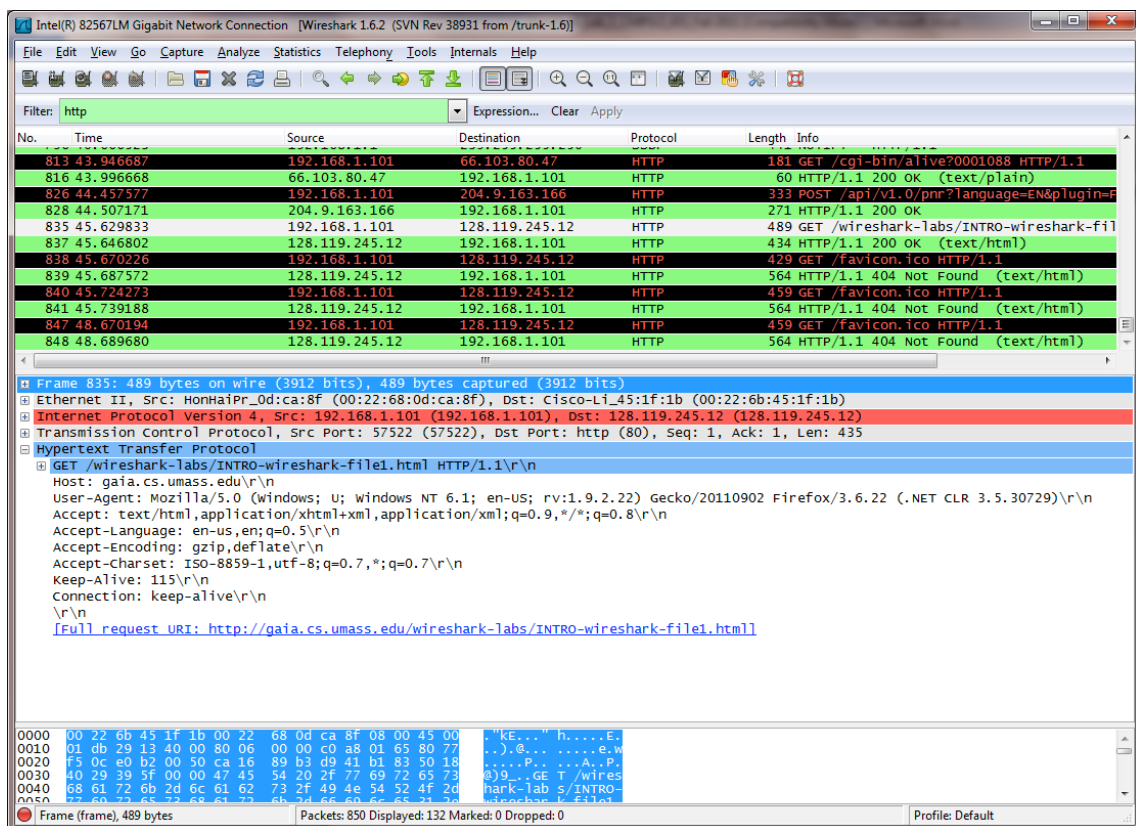 Intel(R) 82567LM Gigabit Network Connection [Wireshark 1.6.2 (SVN Rev 38931 from /trunk-1.6)]
File Edit View Go Capture Analyze Statistics Telephony Tools Internals Help
Filter: http Expression... Clear Apply
No. Time Source Destination Protocol Length Info
813 43.946687 192.168.1.101 66.103.80.47 HTTP 181 GET /cgi-bin/alive?0001088 HTTP/1.1
816 43.996668 66.103.80.47 192.168.1.101 HTTP 60 HTTP/1.1 200 OK (text/plain)
826 44.457577 192.168.1.101 204.9.163.166 HTTP 333 POST /api/v1.0/pnr?language=EN&plugin=F
828 44.507171 204.9.163.166 192.168.1.101 HTTP 271 HTTP/1.1 200 OK
835 45.629833 192.168.1.101 128.119.245.12 HTTP 489 GET /wireshark-labs/INTRO-wireshark-fil
837 45.646802 128.119.245.12 192.168.1.101 HTTP 434 HTTP/1.1 200 OK (text/html)
838 45.670226 192.168.1.101 128.119.245.12 HTTP 429 GET /favicon.ico HTTP/1.1
839 45.687572 128.119.245.12 192.168.1.101 HTTP 564 HTTP/1.1 404 Not Found (text/html)
840 45.724273 192.168.1.101 128.119.245.12 HTTP 459 GET /favicon.ico HTTP/1.1
841 45.739188 128.119.245.12 192.168.1.101 HTTP 564 HTTP/1.1 404 Not Found (text/html)
847 48.670194 192.168.1.101 128.119.245.12 HTTP 459 GET /favicon.ico HTTP/1.1
848 48.689680 128.119.245.12 192.168.1.101 HTTP 564 HTTP/1.1 404 Not Found (text/html)
Frame 835: 489 bytes on wire (3912 bits), 489 bytes captured (3912 bits)
Ethernet II, Src: HonHaiPr_0d:ca:8f (00:22:68:0d:ca:8f), Dst: Cisco-Li_45:1f:1b (00:22:6b:45:1f:1b)
Internet Protocol Version 4, Src: 192.168.1.101 (192.168.1.101), Dst: 128.119.245.12 (128.119.245.12)
Transmission Control Protocol, Src Port: 57522 (57522), Dst Port: http (80), Seq: 1, Ack: 1, Len: 435
Hypertext Transfer Protocol
GET /wireshark-labs/INTRO-wireshark-file1.html HTTP/1.1\r\n
Host: gaia.cs.umass.edu\r\n
User-Agent: Mozilla/5.0 (Windows; U; Windows NT 6.1; en-US; rv:1.9.2.22) Gecko/20110902 Firefox/3.6.22 (.NET CLR 3.5.30729)\r\n
Accept: text/html,application/xhtml+xml,application/xml;q=0.9,*/*;q=0.8\r\n
Accept-Language: en-us,en;q=0.5\r\n
Accept-Encoding: gzip,deflate\r\n
Accept-Charset: ISO-8859-1,utf-8;q=0.7,*;q=0.7\r\n
Keep-Alive: 115\r\n
Connection: keep-alive\r\n
\r\n
[Full request URI: http://gaia.cs.umass.edu/wireshark-labs/INTRO-wireshark-file1.html]
0000 00 22 6b 45 1f 1b 00 22 68 0d ca 8f 08 00 45 00 ."kE..." h.....E.
0010 01 db 29 13 40 00 80 06 00 00 c0 a8 01 65 80 77 ..).@... .....e.w
0020 f5 0c e0 b2 00 50 ca 16 89 b3 d9 41 b1 83 50 18 .....P.. ...A..P.
0030 40 29 39 5f 00 00 47 45 54 20 2f 77 69 72 65 73 @)9_..GE T /wires
0040 68 61 72 6b 2d 6c 61 62 73 2f 49 4e 54 52 4f 2d hark-lab s/INTRO-
Frame (frame), 489 bytes Packets: 850 Displayed: 132 Marked: 0 Dropped: 0 Profile: Default